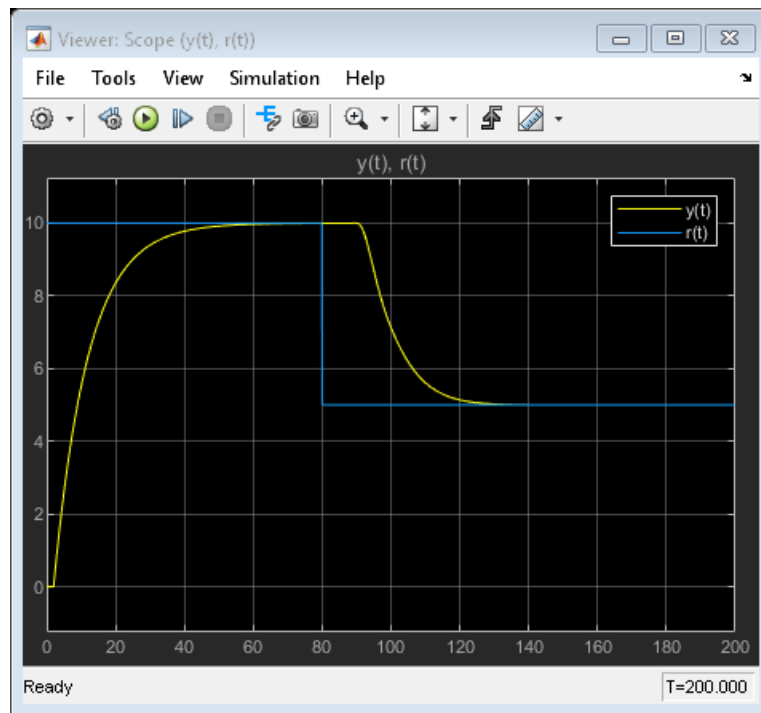 Viewer: Scope (y(t), r(t))
File Tools View Simulation Help
y(t), r(t)
y(t)
r(t)
10
8
6
4
2
0
0 20 40 60 80 100 120 140 160 180 200
Ready T=200.000